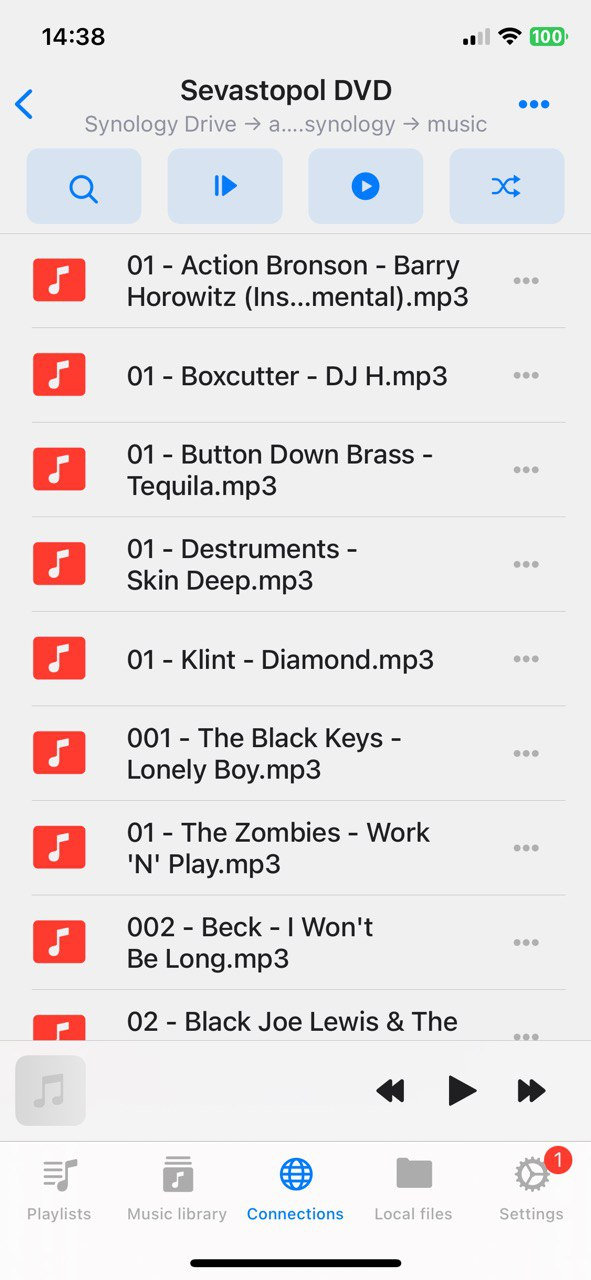 14:38
100
Sevastopol DVD
Synology Drive → a....synology → music
01 - Action Bronson - Barry
Horowitz (Ins...mental).mp3
01 - Boxcutter - DJ H.mp3
01 - Button Down Brass -
Tequila.mp3
01 - Destruments -
Skin Deep.mp3
01 - Klint - Diamond.mp3
001 - The Black Keys -
Lonely Boy.mp3
01 - The Zombies - Work
'N' Play.mp3
002 - Beck - I Won't
Be Long.mp3
02 - Black Joe Lewis & The
1
Playlists
Music library
Connections
Local files
Settings